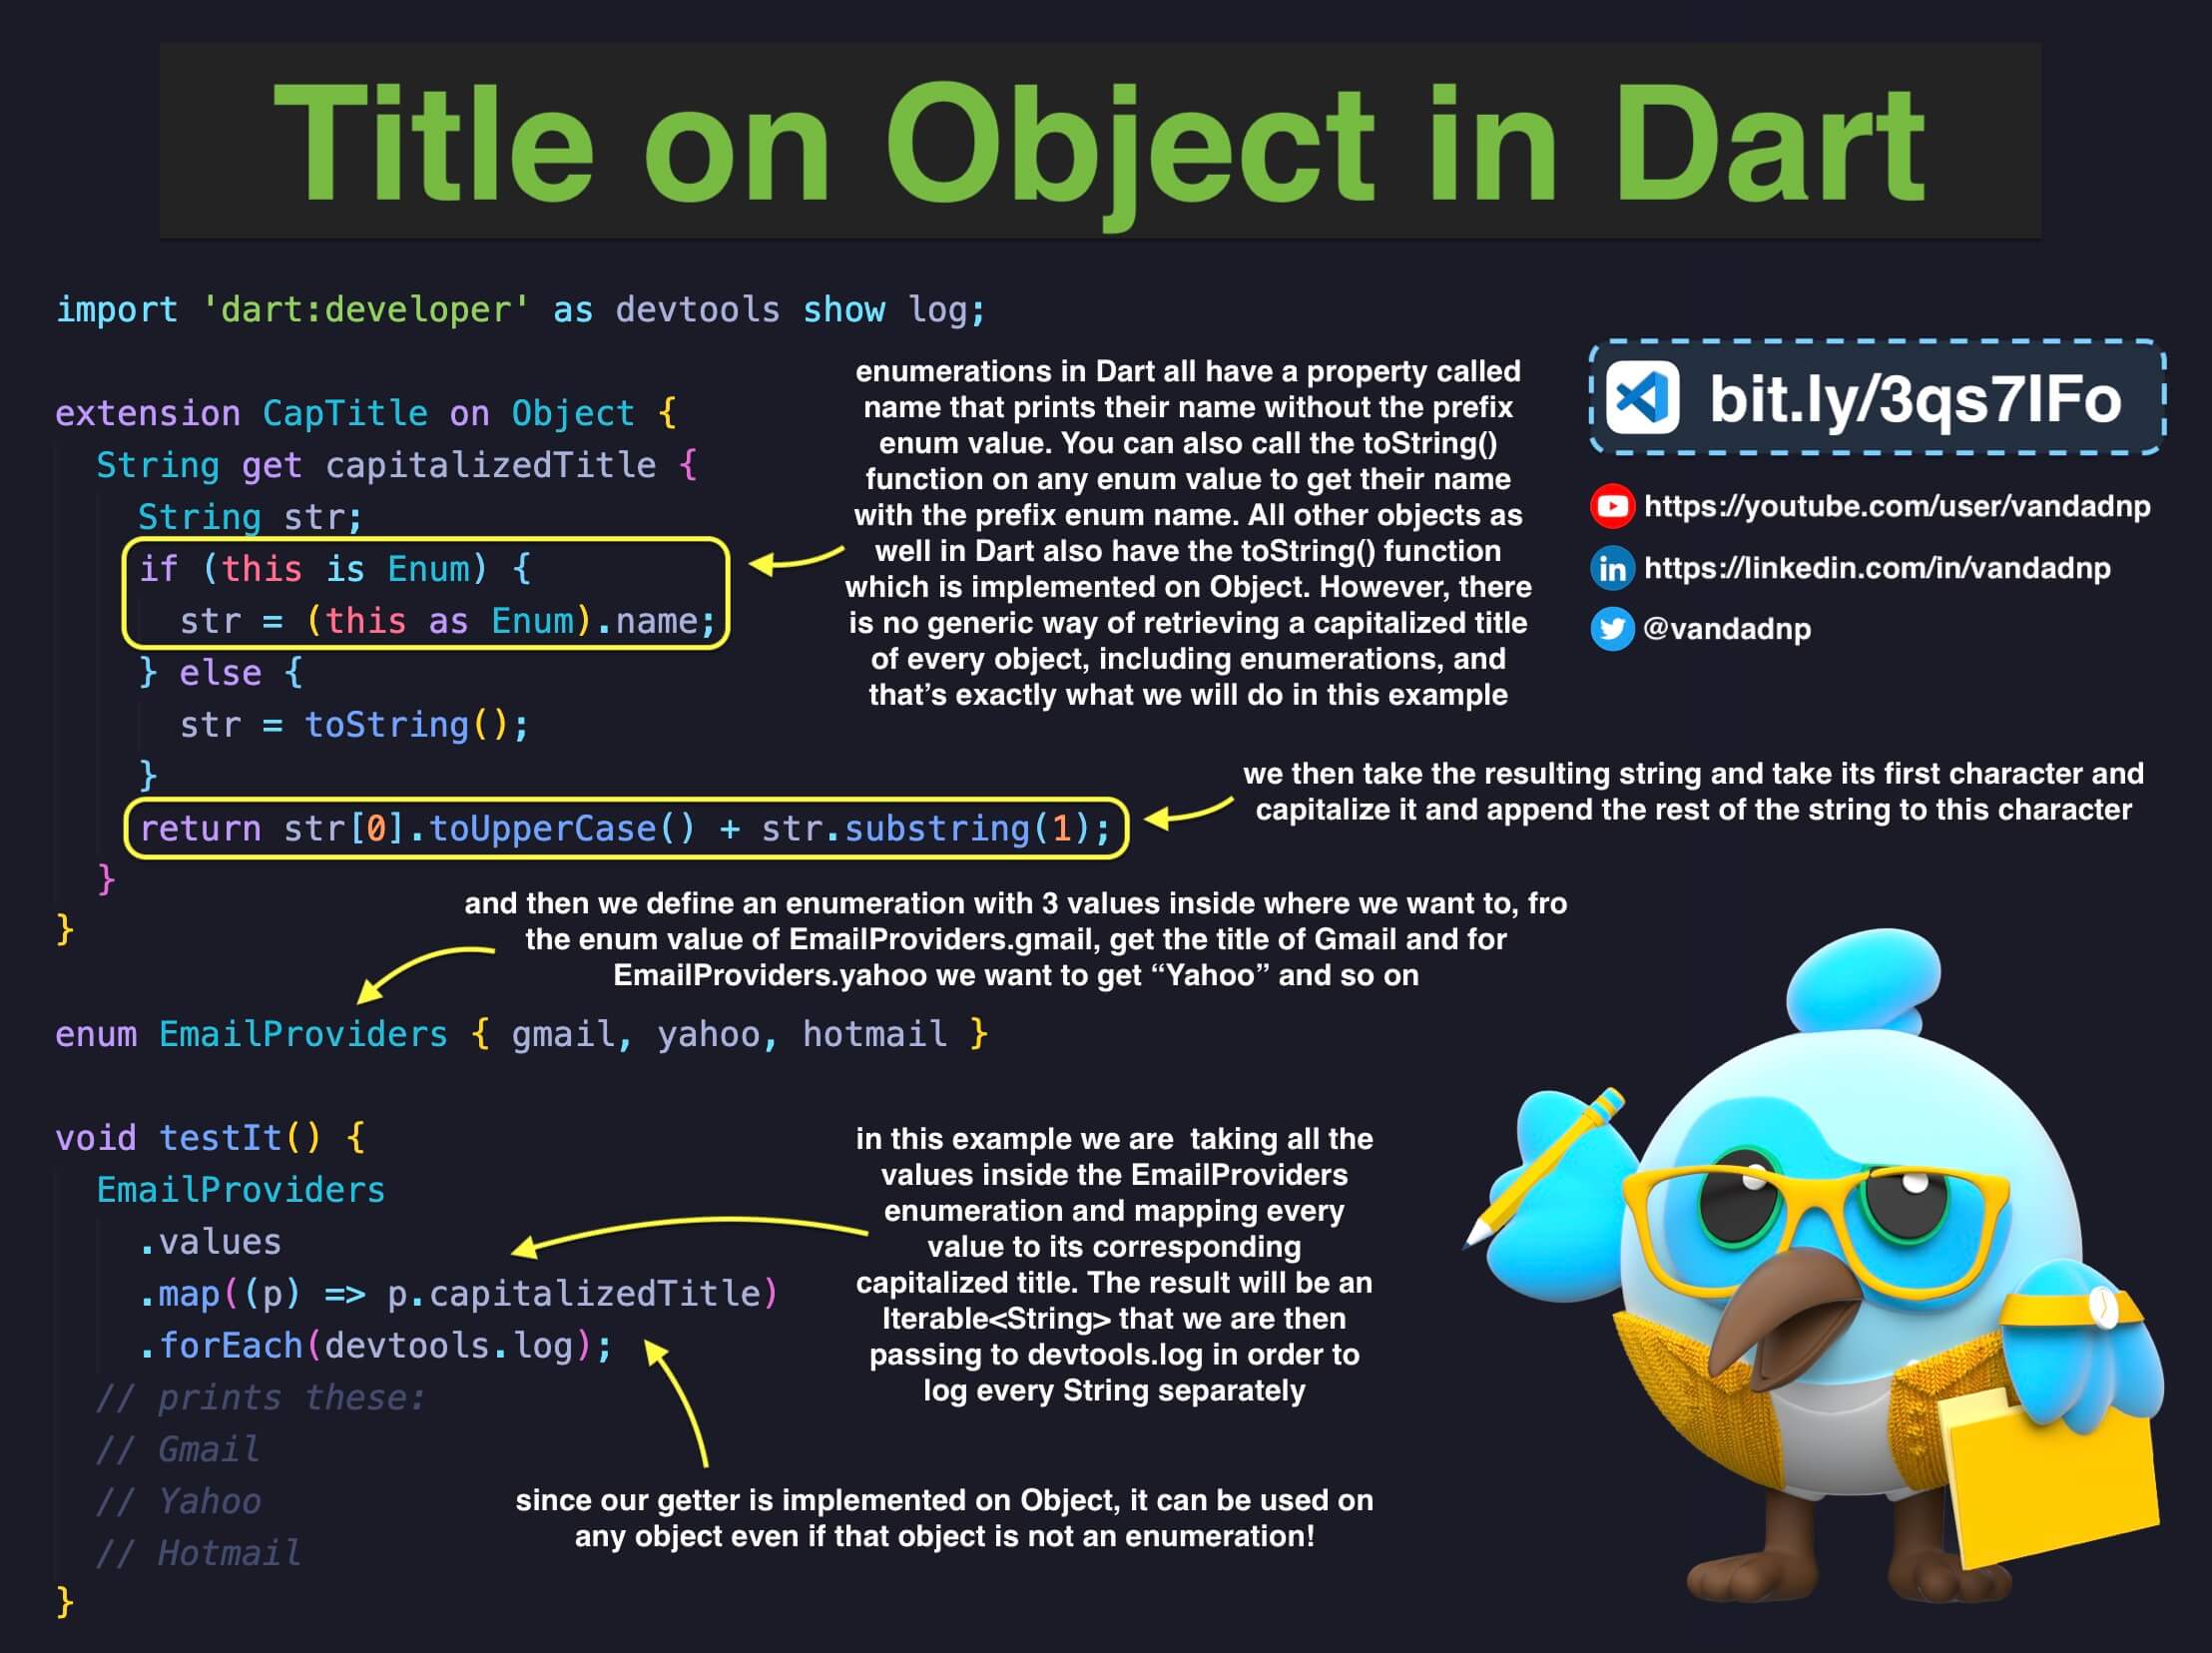 Title on Object in Dart
import 'dart:developer' as devtools show log;
extension CapTitle on Object {
String get capitalizedTitle {
String str;
if (this is Enum) {
str = (this as Enum).name;
} else {
str = toString();
}
return str[0].toUpperCase() + str.substring(1);
}
}
enumerations in Dart all have a property called
name that prints their name without the prefix
enum value. You can also call the toString()
function on any enum value to get their name
with the prefix enum name. All other objects as
well in Dart also have the toString() function
which is implemented on Object. However, there
is no generic way of retrieving a capitalized title
of every object, including enumerations, and
that’s exactly what we will do in this example
bit.ly/3qs7lFo
https://youtube.com/user/vandadnp
in https://linkedin.com/in/vandadnp
@vandadnp
we then take the resulting string and take its first character and
capitalize it and append the rest of the string to this character
and then we define an enumeration with 3 values inside where we want to, fro
the enum value of EmailProviders.gmail, get the title of Gmail and for
EmailProviders.yahoo we want to get “Yahoo” and so on
enum EmailProviders { gmail, yahoo, hotmail }
void testIt() {
EmailProviders
.values
.map((p) => p.capitalizedTitle)
.forEach(devtools.log);
// prints these:
// Gmail
// Yahoo
// Hotmail
}
in this example we are  taking all the
values inside the EmailProviders
enumeration and mapping every
value to its corresponding
capitalized title. The result will be an
Iterable<String> that we are then
passing to devtools.log in order to
log every String separately
since our getter is implemented on Object, it can be used on
any object even if that object is not an enumeration!